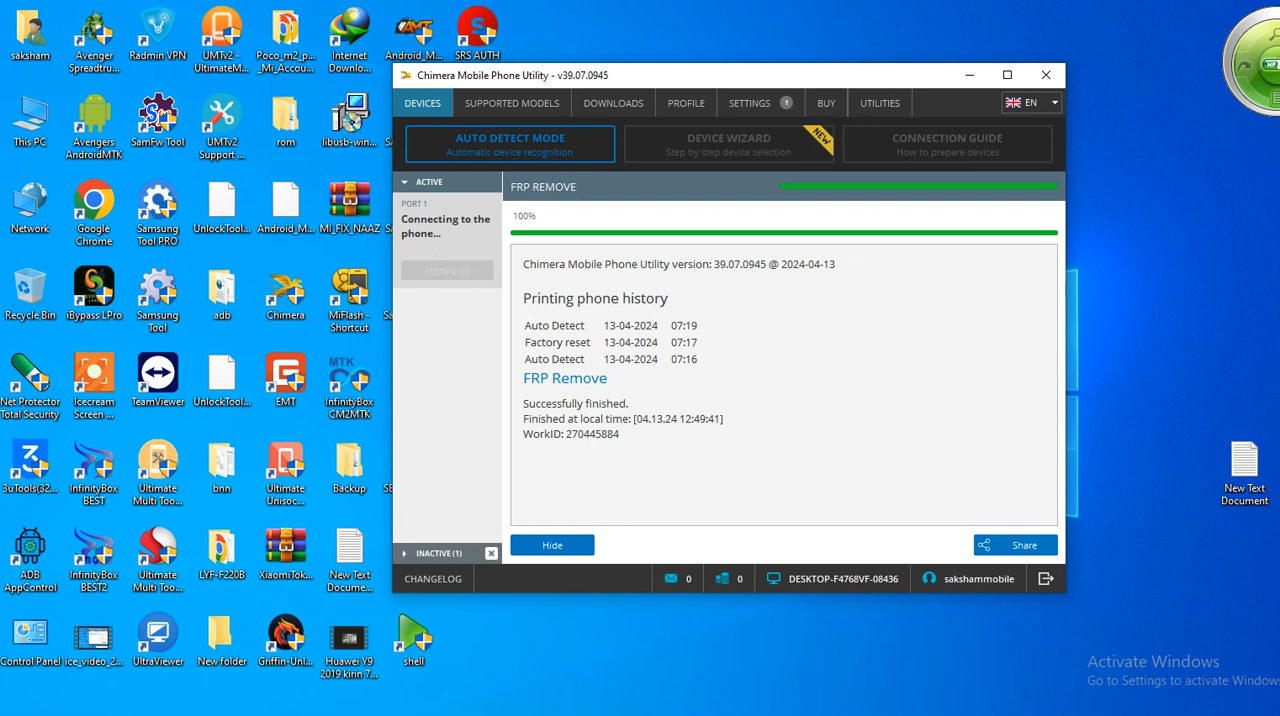 saksham
Avenger
Spreadtru...
Radmin VPN
UMTv2 -
UltimateM...
Poco_m2_p...
_Mi_Accou...
Internet
Downlo...
Android_M...
SRS AUTH
This PC
Avengers
AndroidMTK
SamFw Tool
UMTv2
Support ...
rom
libusb-win...
Network
Google
Chrome
Samsung
Tool PRO
UnlockTool...
Android_M...
MI_FIX_NAAZ
Recycle Bin
iBypass LPro
Samsung
Tool
adb
Chimera
MiFlash -
Shortcut
Net Protector
Total Security
Icecream
Screen ...
TeamViewer
UnlockTool...
EMT
MTK
InfinityBox
CM2MTK
3uTools(32...
InfinityBox
BEST
Ultimate
Multi Too...
bnn
Ultimate
Unisoc...
Backup
ADB
AppControl
InfinityBox
BEST2
Ultimate
Multi Too...
LYF-F220B
XiaomiTok...
New Text
Docume...
Control Panel
ice_video_2...
UltraViewer
New folder
Griffin-Unl...
Huawei Y9
2019 kirin 7...
shell
Chimera Mobile Phone Utility - v39.07.0945
DEVICES
SUPPORTED MODELS
DOWNLOADS
PROFILE
SETTINGS 1
BUY
UTILITIES
EN
AUTO DETECT MODE
Automatic device recognition
DEVICE WIZARD
Step by step device selection
NEW
CONNECTION GUIDE
How to prepare devices
ACTIVE
PORT 1
Connecting to the
phone...
History (0)
INACTIVE (1)
FRP REMOVE
100%
Chimera Mobile Phone Utility version: 39.07.0945 @ 2024-04-13
Printing phone history
Auto Detect 13-04-2024 07:19
Factory reset 13-04-2024 07:17
Auto Detect 13-04-2024 07:16
FRP Remove
Successfully finished.
Finished at local time: [04.13.24 12:49:41]
WorkID: 270445884
Hide
Share
CHANGELOG
0
0
DESKTOP-F4768VF-08436
sakshammobile
New Text
Document
Activate Windows
Go to Settings to activate Windows